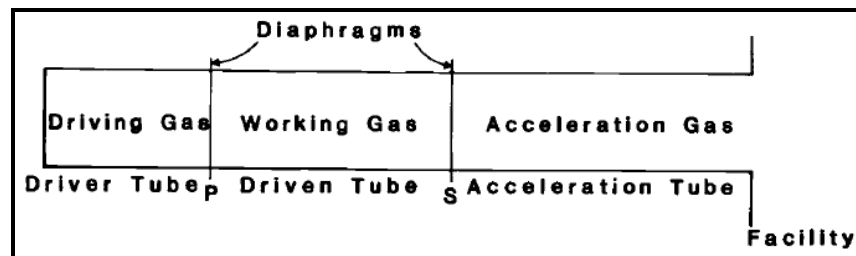 Diaphragms
Driving Gas Working Gas Acceleration Gas
Driver Tube P Driven Tube S Acceleration Tube
Facility